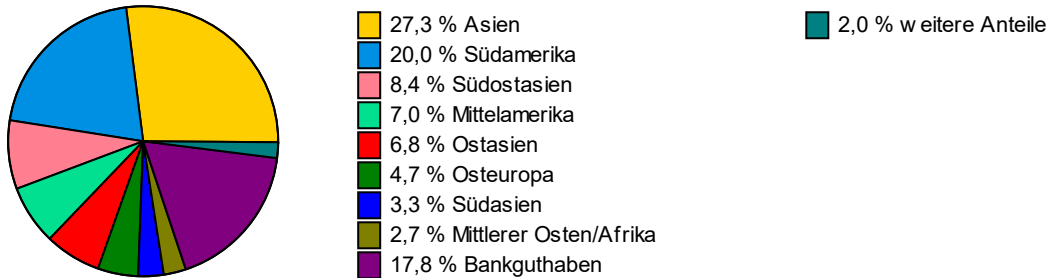 27,3 % Asien
20,0 % Südamerika
8,4 % Südostasien
7,0 % Mittelamerika
6,8 % Ostasien
4,7 % Osteuropa
3,3 % Südasien
2,7 % Mittlerer Osten/Afrika
17,8 % Bankguthaben
2,0 % weitere Anteile